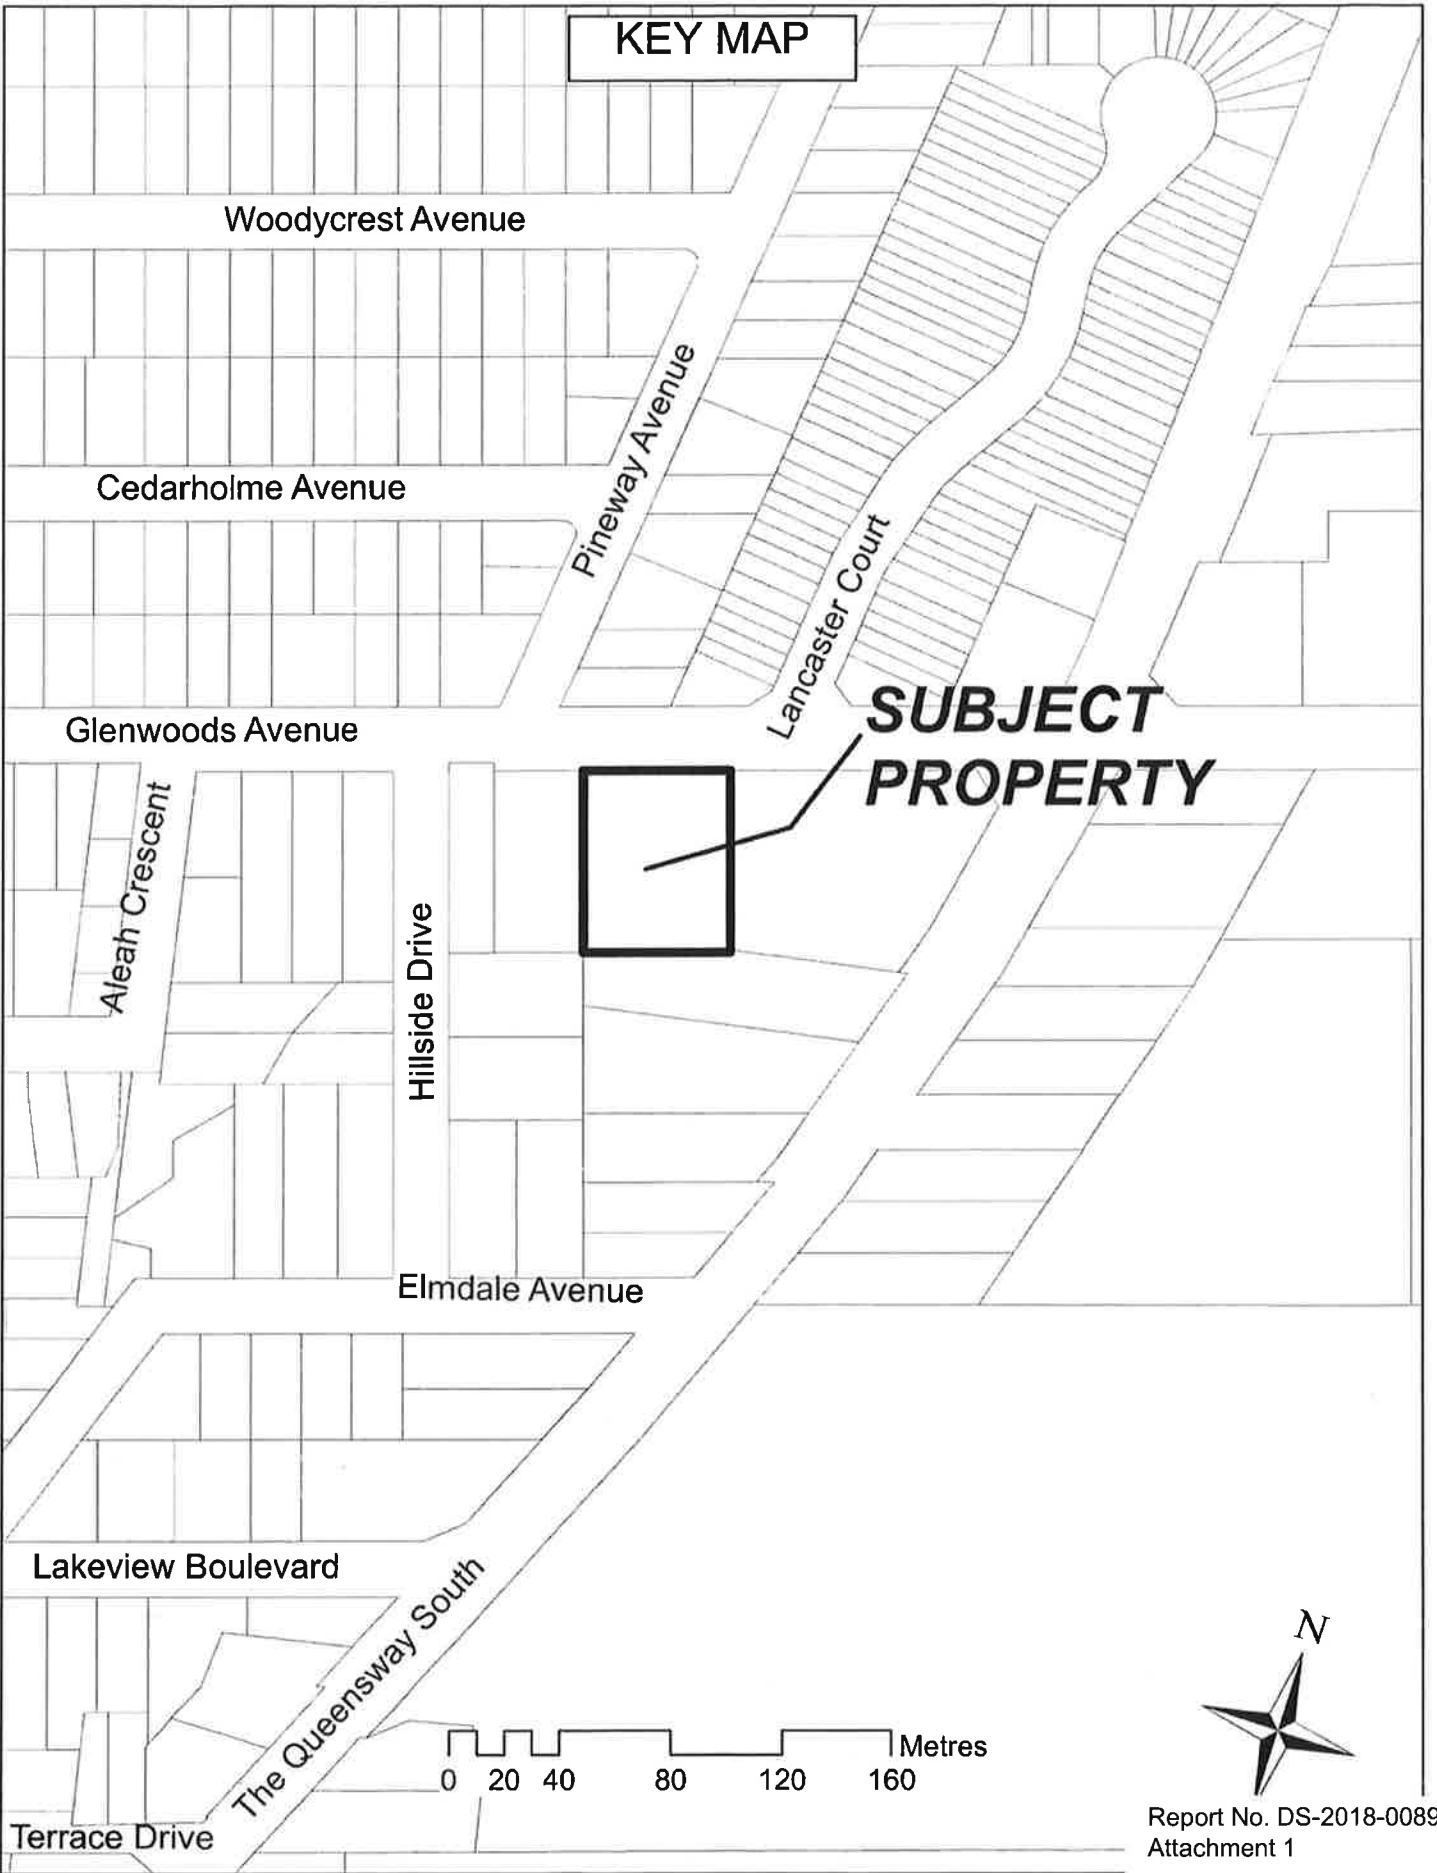 KEY MAP
Woodycrest Avenue
Pineway Avenue
Cedarholme Avenue
Lancaster Court
SUBJECT
PROPERTY
Glenwoods Avenue
Aleah Crescent
Hillside Drive
Elmdale Avenue
Lakeview Boulevard
The Queensway South
N
Metres
0 20 40 80 120 160
Terrace Drive
Report No. DS-2018-0089
Attachment 1